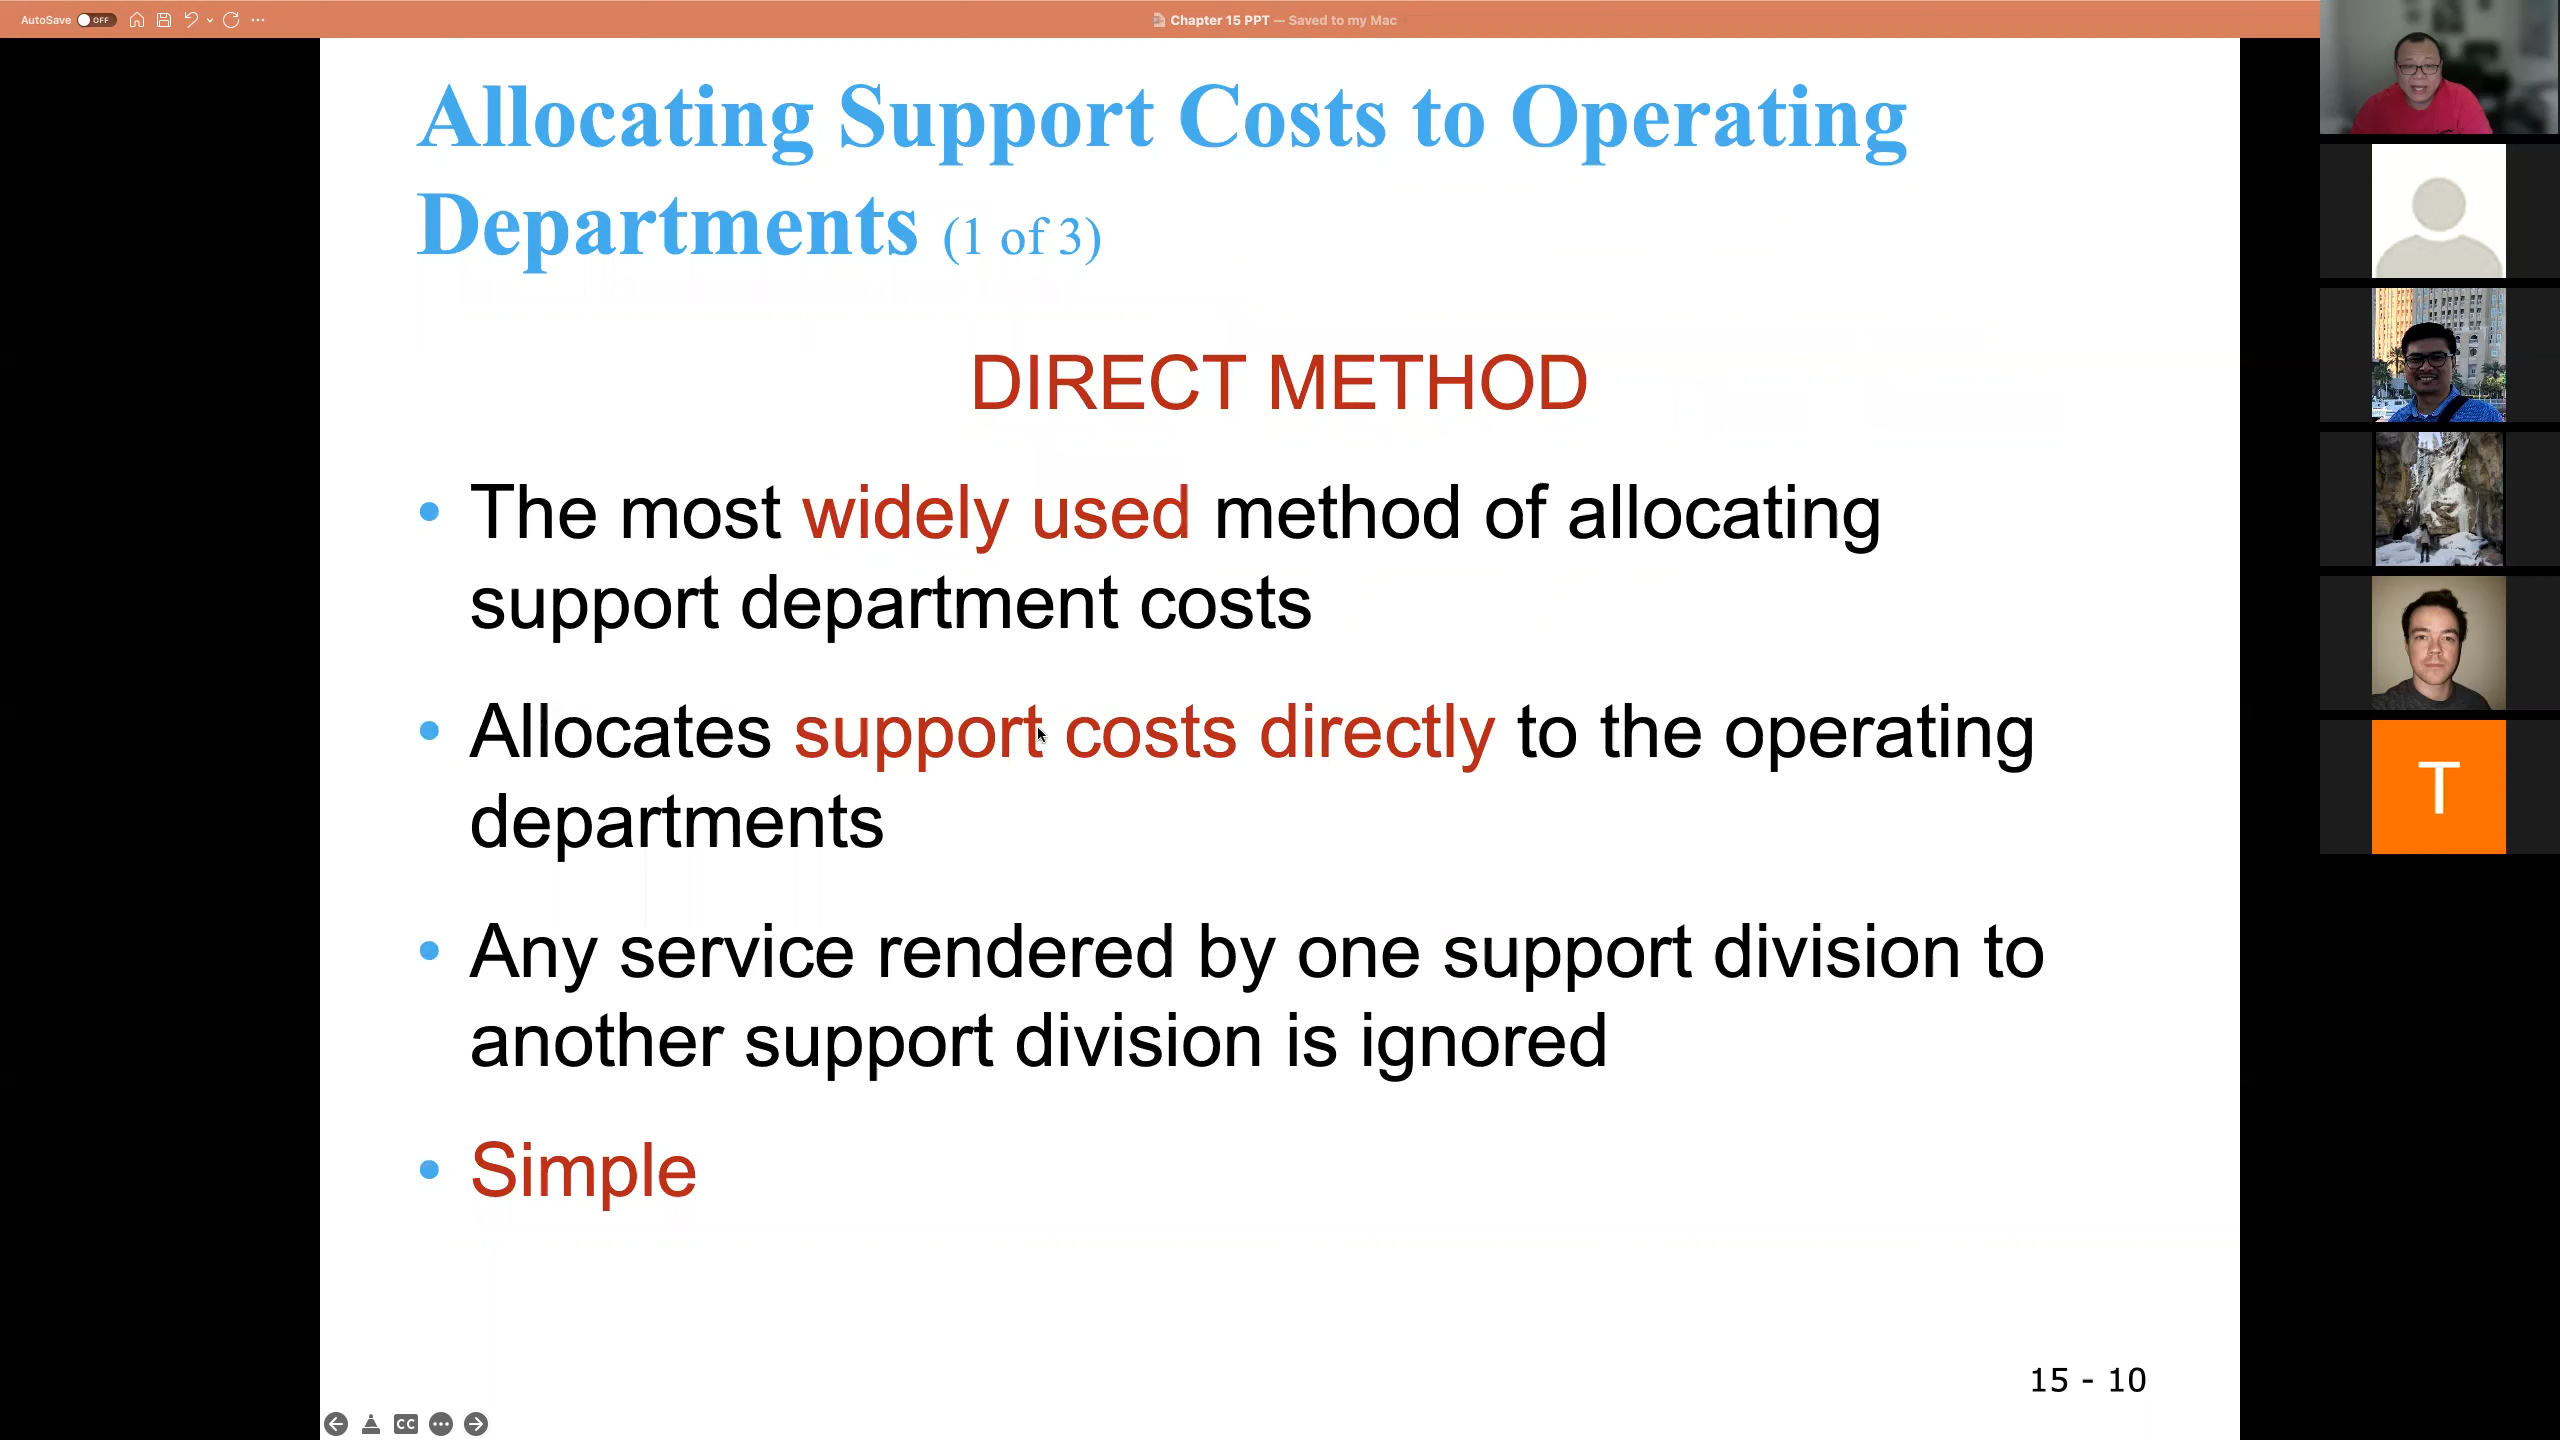 AutoSave OFF
Chapter 15 PPT — Saved to my Mac
Allocating Support Costs to Operating
Departments (1 of 3)
DIRECT METHOD
• The most widely used method of allocating
support department costs
• Allocates support costs directly to the operating
departments
• Any service rendered by one support division to
another support division is ignored
• Simple
15 - 10
CC
T